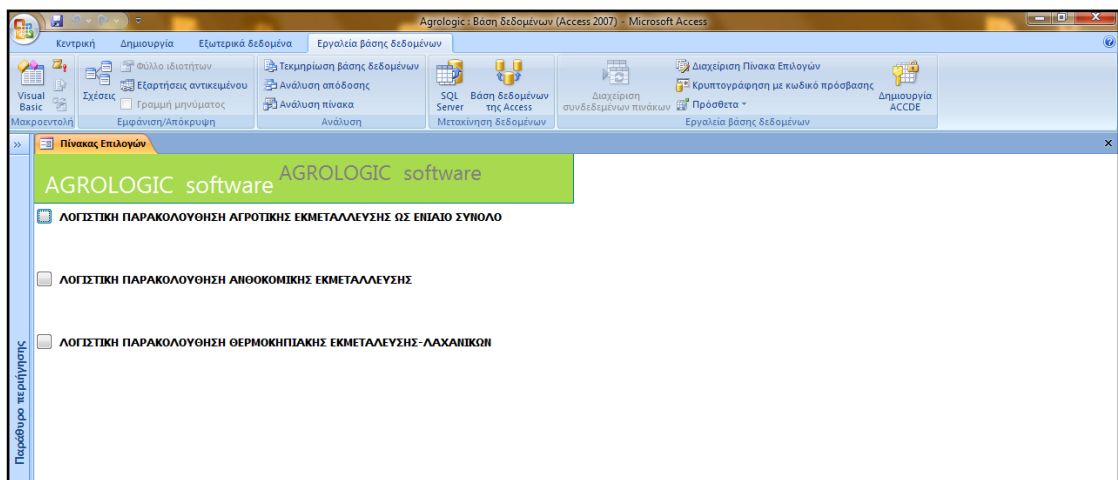 Agrologic : Βάση δεδομένων (Access 2007) - Microsoft Access
Κεντρική Δημιουργία Εξωτερικά δεδομένα Εργαλεία βάσης δεδομένων
Visual Basic
Μακροεντολή
Σχέσεις
Φύλλο ιδιοτήτων
Εξαρτήσεις αντικειμένου
Γραμμή μηνύματος
Εμφάνιση/Απόκρυψη
Τεκμηρίωση βάσης δεδομένων
Ανάλυση απόδοσης
Ανάλυση πίνακα
Ανάλυση
SQL Server
Βάση δεδομένων της Access
Μετακίνηση δεδομένων
Διαχείριση συνδεδεμένων πινάκων
Διαχείριση Πίνακα Επιλογών
Κρυπτογράφηση με κωδικό πρόσβασης
Πρόσθετα
Δημιουργία ACCDE
Εργαλεία βάσης δεδομένων
Πίνακας Επιλογών
AGROLOGIC software
AGROLOGIC software
ΛΟΓΙΣΤΙΚΗ ΠΑΡΑΚΟΛΟΥΘΗΣΗ ΑΓΡΟΤΙΚΗΣ ΕΚΜΕΤΑΛΛΕΥΣΗΣ ΩΣ ΕΝΙΑΙΟ ΣΥΝΟΛΟ
ΛΟΓΙΣΤΙΚΗ ΠΑΡΑΚΟΛΟΥΘΗΣΗ ΑΝΘΟΚΟΜΙΚΗΣ ΕΚΜΕΤΑΛΛΕΥΣΗΣ
ΛΟΓΙΣΤΙΚΗ ΠΑΡΑΚΟΛΟΥΘΗΣΗ ΘΕΡΜΟΚΗΠΙΑΚΗΣ ΕΚΜΕΤΑΛΕΥΣΗΣ-ΛΑΧΑΝΙΚΩΝ
Παράθυρο περιήγησης